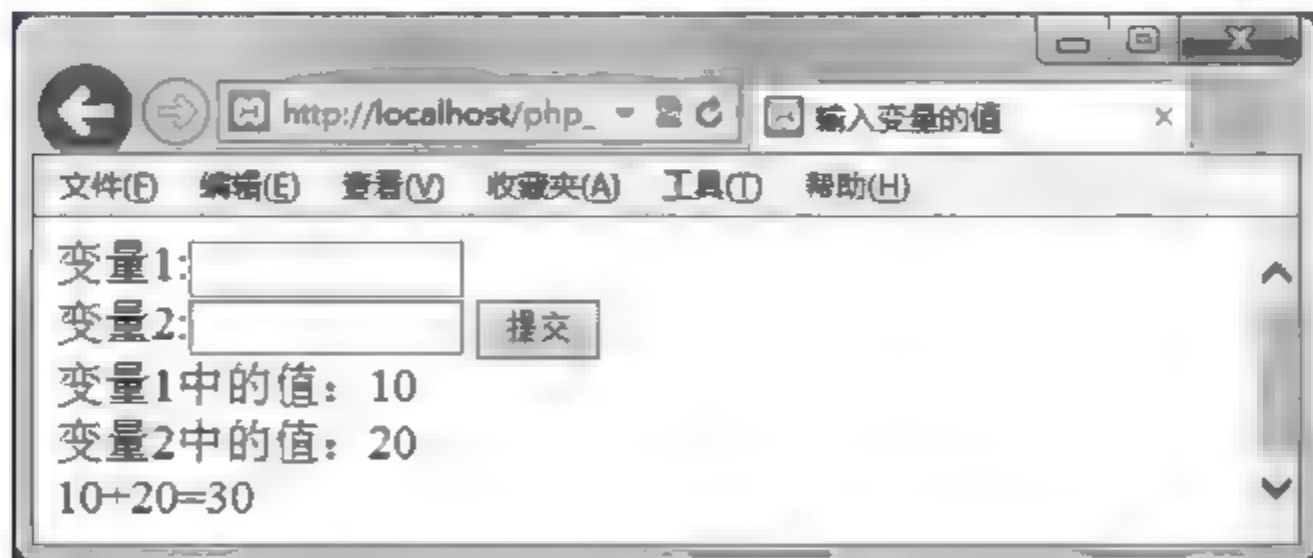 http://localhost/php_
输入变量的值
文件(F) 编辑(E) 查看(V) 收藏夹(A) 工具(T) 帮助(H)
变量1:
变量2: 提交
变量1中的值：10
变量2中的值：20
10+20=30